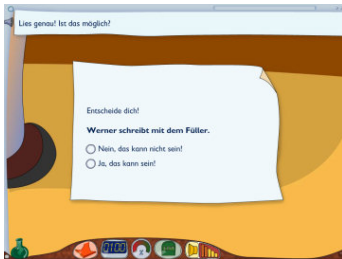 Lies genau! Ist das möglich?
Entscheide dich!
Werner schreibt mit dem Füller.
Nein, das kann nicht sein!
Ja, das kann sein!